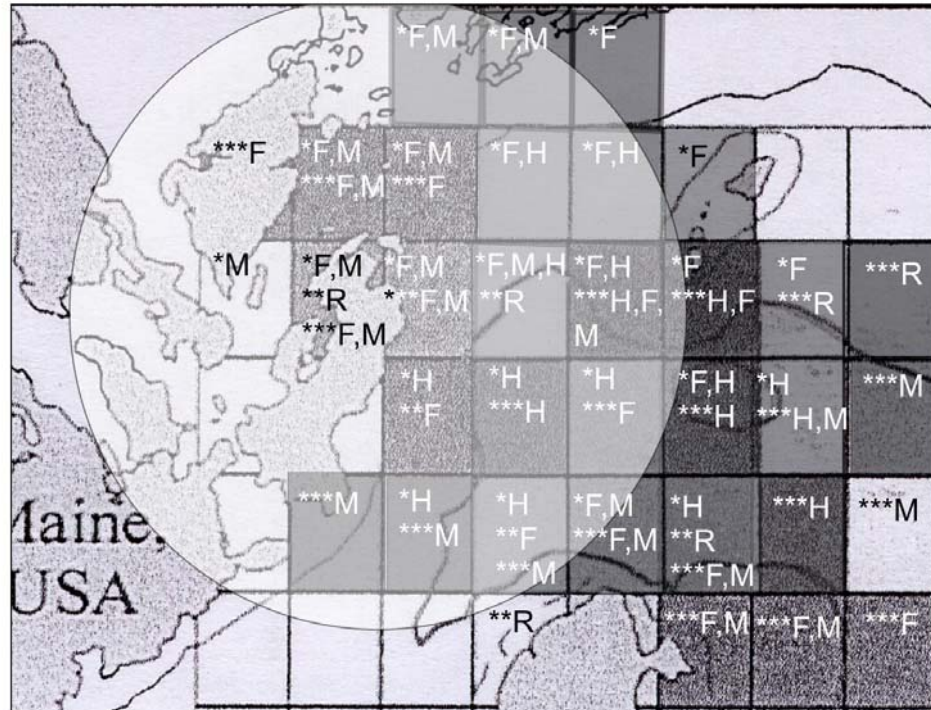 *F,M *F,M *F
***F *F,M *F,M *F,H *F,H *F
***F,M ***F
*M *F,M *F,M *F,M,H *F,H *F *F ***R
**R ***F,M **R ***H,F, ***H,F ***R
***F,M M
*H *H *H *F,H *H ***M
**F ***H ***F ***H ***H,M
***M *H *H *F,M *H ***H ***M
***M **F ***F,M **R
***M ***F,M
Maine,
USA
**R ***F,M ***F,M ***F